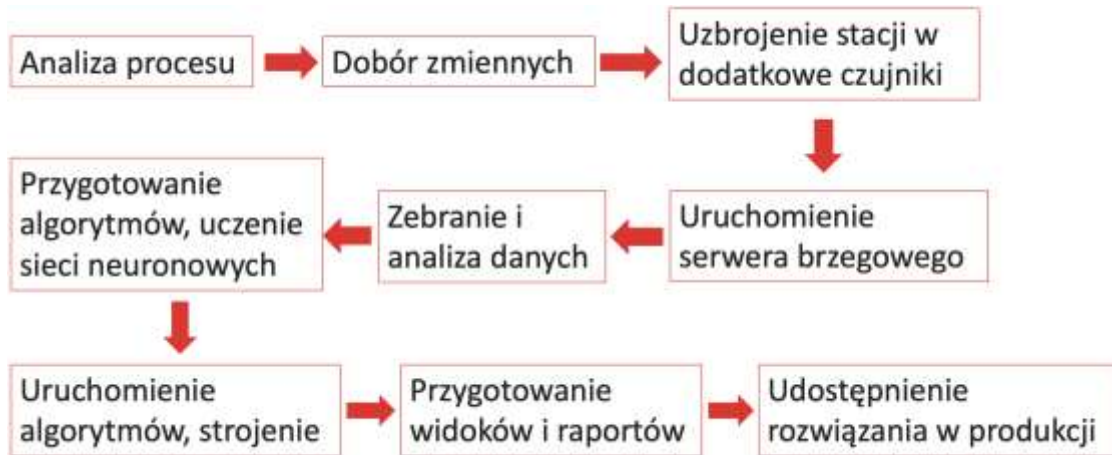 Analiza procesu
Dobór zmiennych
Uzbrojenie stacji w
dodatkowe czujniki
Uruchomienie
serwera brzegowego
Zebranie i
analiza danych
Przygotowanie
algorytmów, uczenie
sieci neuronowych
Uruchomienie
algorytmów, strojenie
Przygotowanie
widoków i raportów
Udostępnienie
rozwiązania w produkcji